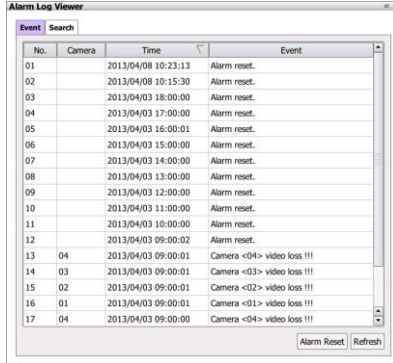 Alarm Log Viewer «
Event Search
No. Camera Time Event
01 2013/04/08 10:23:13 Alarm reset.
02 2013/04/08 10:15:30 Alarm reset.
03 2013/04/03 18:00:00 Alarm reset.
04 2013/04/03 17:00:00 Alarm reset.
05 2013/04/03 16:00:01 Alarm reset.
06 2013/04/03 15:00:00 Alarm reset.
07 2013/04/03 14:00:00 Alarm reset.
08 2013/04/03 13:00:00 Alarm reset.
09 2013/04/03 12:00:00 Alarm reset.
10 2013/04/03 11:00:00 Alarm reset.
11 2013/04/03 10:00:00 Alarm reset.
12 2013/04/03 09:00:02 Alarm reset.
13 04 2013/04/03 09:00:01 Camera <04> video loss !!!
14 03 2013/04/03 09:00:01 Camera <03> video loss !!!
15 02 2013/04/03 09:00:01 Camera <02> video loss !!!
16 01 2013/04/03 09:00:01 Camera <01> video loss !!!
17 04 2013/04/03 09:00:00 Camera <04> video loss !!!
Alarm Reset Refresh